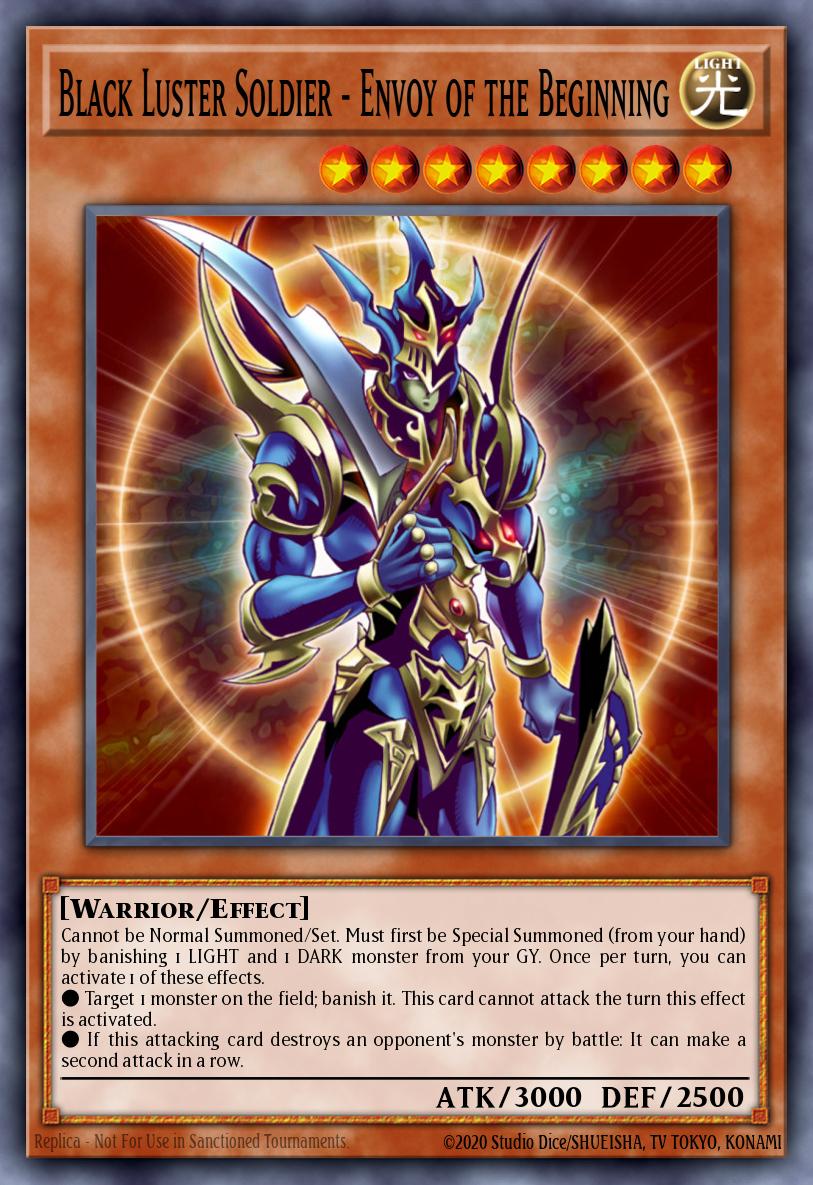 Black Luster Soldier - Envoy of the Beginning
LIGHT
光
[Warrior/Effect]
Cannot be Normal Summoned/Set. Must first be Special Summoned (from your hand)
by banishing 1 LIGHT and 1 DARK monster from your GY. Once per turn, you can
activate 1 of these effects.
● Target 1 monster on the field; banish it. This card cannot attack the turn this effect
is activated.
● If this attacking card destroys an opponent's monster by battle: It can make a
second attack in a row.
ATK/3000 DEF/2500
Replica - Not For Use in Sanctioned Tournaments.
©2020 Studio Dice/SHUEISHA, TV TOKYO, KONAMI